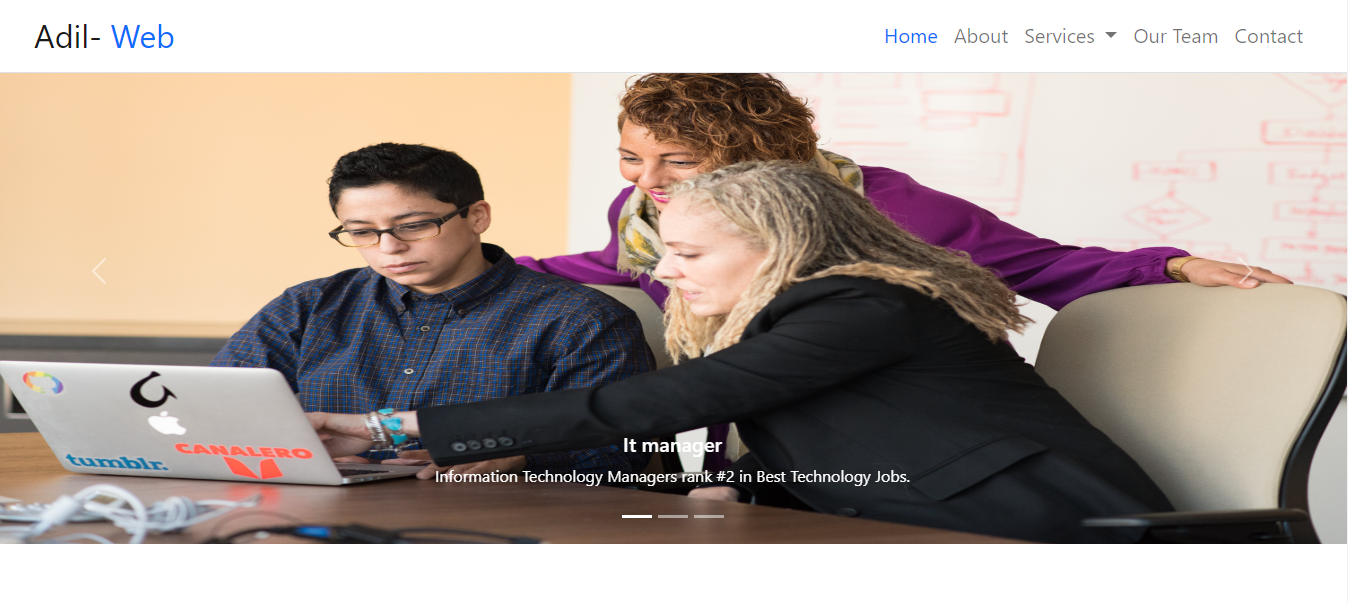 Adil- Web
Home About Services Our Team Contact
CANALERO
tumblr.
It manager
Information Technology Managers rank #2 in Best Technology Jobs.